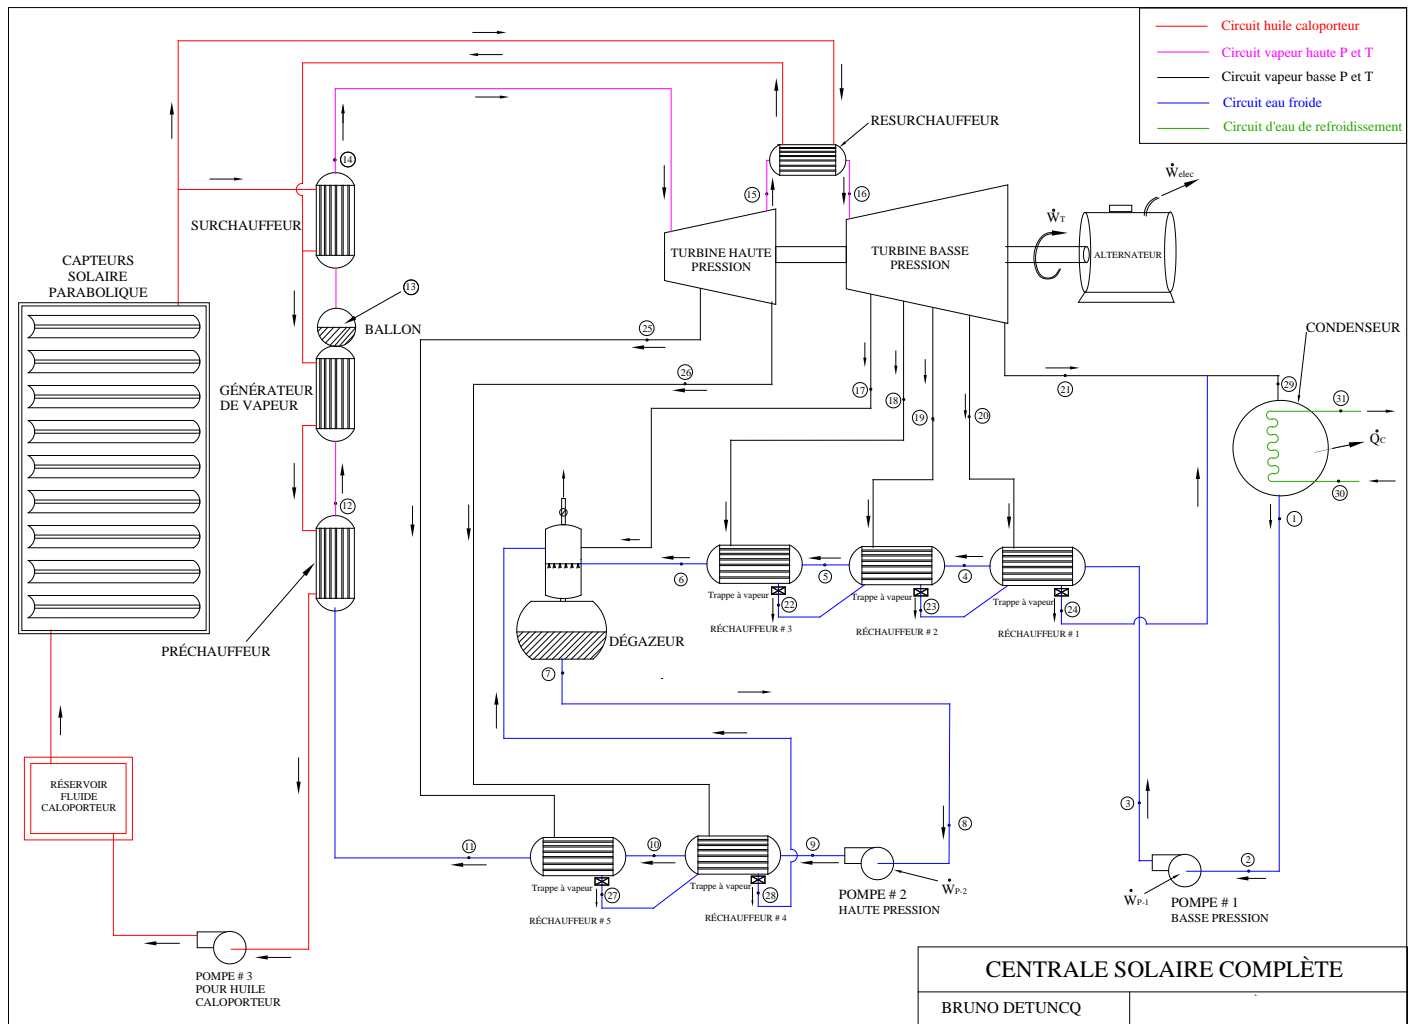 Circuit huile caloporteur
Circuit vapeur haute P et T
Circuit vapeur basse P et T
Circuit eau froide
Circuit d'eau de refroidissement
RESURCHAUFFEUR
Ẇelec
ẆT
14
15
16
SURCHAUFFEUR
TURBINE HAUTE
PRESSION
TURBINE BASSE
PRESSION
ALTERNATEUR
CAPTEURS
SOLAIRE
PARABOLIQUE
13
BALLON
25
CONDENSEUR
26
17
18
19
20
21
29
31
GÉNÉRATEUR
DE VAPEUR
Q̇C
30
12
1
6
5
4
Trappe à vapeur
22
Trappe à vapeur
23
Trappe à vapeur
24
RÉCHAUFFEUR # 3
RÉCHAUFFEUR # 2
RÉCHAUFFEUR # 1
DÉGAZEUR
PRÉCHAUFFEUR
7
RÉSERVOIR
FLUIDE
CALOPORTEUR
3
8
11
10
9
2
Trappe à vapeur
27
Trappe à vapeur
28
RÉCHAUFFEUR # 5
RÉCHAUFFEUR # 4
POMPE # 2
HAUTE PRESSION
ẆP-2
ẆP-1
POMPE # 1
BASSE PRESSION
POMPE # 3
POUR HUILE
CALOPORTEUR
CENTRALE SOLAIRE COMPLÈTE
BRUNO DETUNCQ